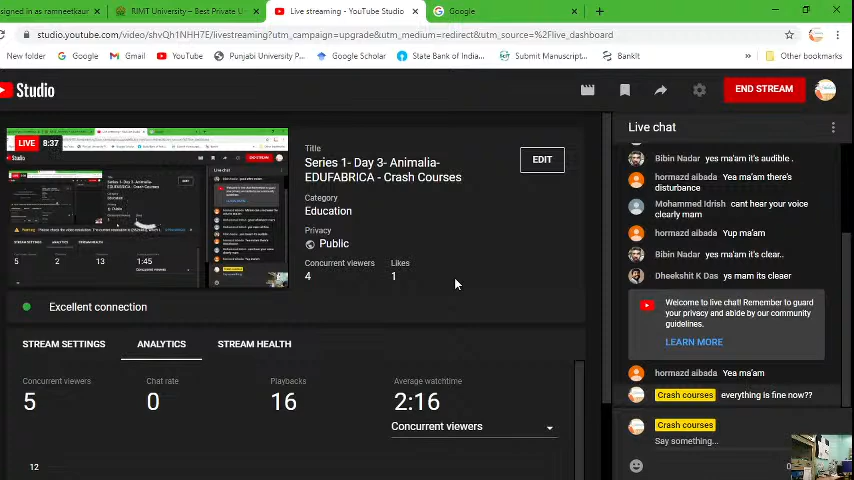 signed in as ramneetkaur
RIMT University – Best Private U
Live streaming - YouTube Studio
Google
studio.youtube.com/video/shvQh1NHH7E/livestreaming?utm_campaign=upgrade&utm_medium=redirect&utm_source=%2Flive_dashboard
New folder
Google
Gmail
YouTube
Punjabi University P...
Google Scholar
State Bank of India...
Submit Manuscript...
BankIt
»
Other bookmarks
Studio
END STREAM
LIVE 8:37
Title
Series 1- Day 3- Animalia-
EDUFABRICA - Crash Courses
EDIT
Category
Education
Privacy
Public
Concurrent viewers
Likes
4
1
Excellent connection
STREAM SETTINGS
ANALYTICS
STREAM HEALTH
Concurrent viewers
Chat rate
Playbacks
Average watchtime
5
0
16
2:16
Concurrent viewers
12
Live chat
Bibin Nadar yes ma'am it's audible .
hormazd aibada Yea ma'am there's
disturbance
Mohammed Idrish cant hear your voice
clearly mam
hormazd aibada Yup ma'am
Bibin Nadar yes ma'am it's clear..
Dheekshit K Das ys mam its cleear
Welcome to live chat! Remember to guard
your privacy and abide by our community
guidelines.
LEARN MORE
hormazd aibada Yea ma'am
Crash courses everything is fine now??
Crash courses
Say something...